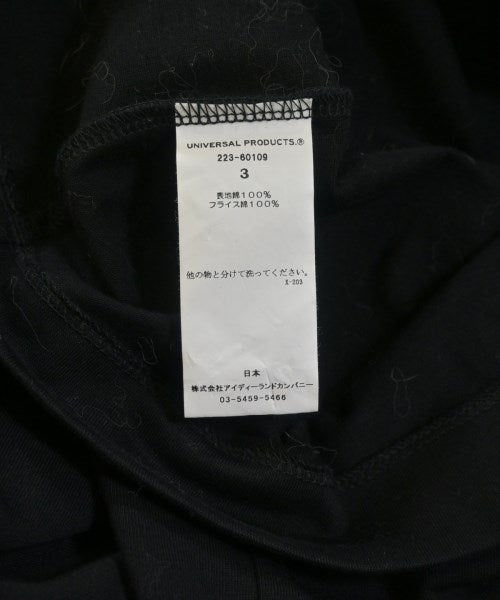 UNIVERSAL PRODUCTS.®
223-60109
3
表地綿100%
フライス綿100%
他の物と分けて洗ってください。
X-203
日本
株式会社アイディーランドカンパニー
03-5459-5466